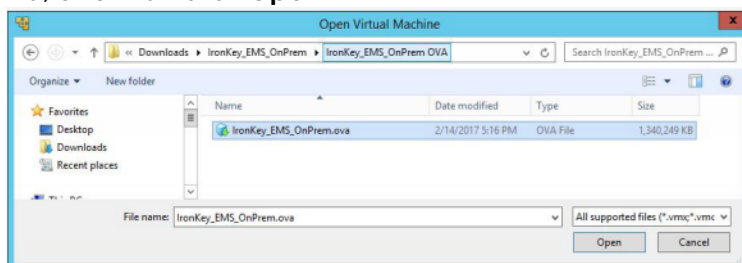 Open Virtual Machine
« Downloads ▸ IronKey_EMS_OnPrem ▸ IronKey_EMS_OnPrem OVA
Search IronKey_EMS_OnPrem ...
Organize New folder
Favorites
Desktop
Downloads
Recent places
Name Date modified Type Size
IronKey_EMS_OnPrem.ova 2/14/2017 5:16 PM OVA File 1,340,249 KB
File name: IronKey_EMS_OnPrem.ova All supported files (*.vmx;*.vmc
Open Cancel